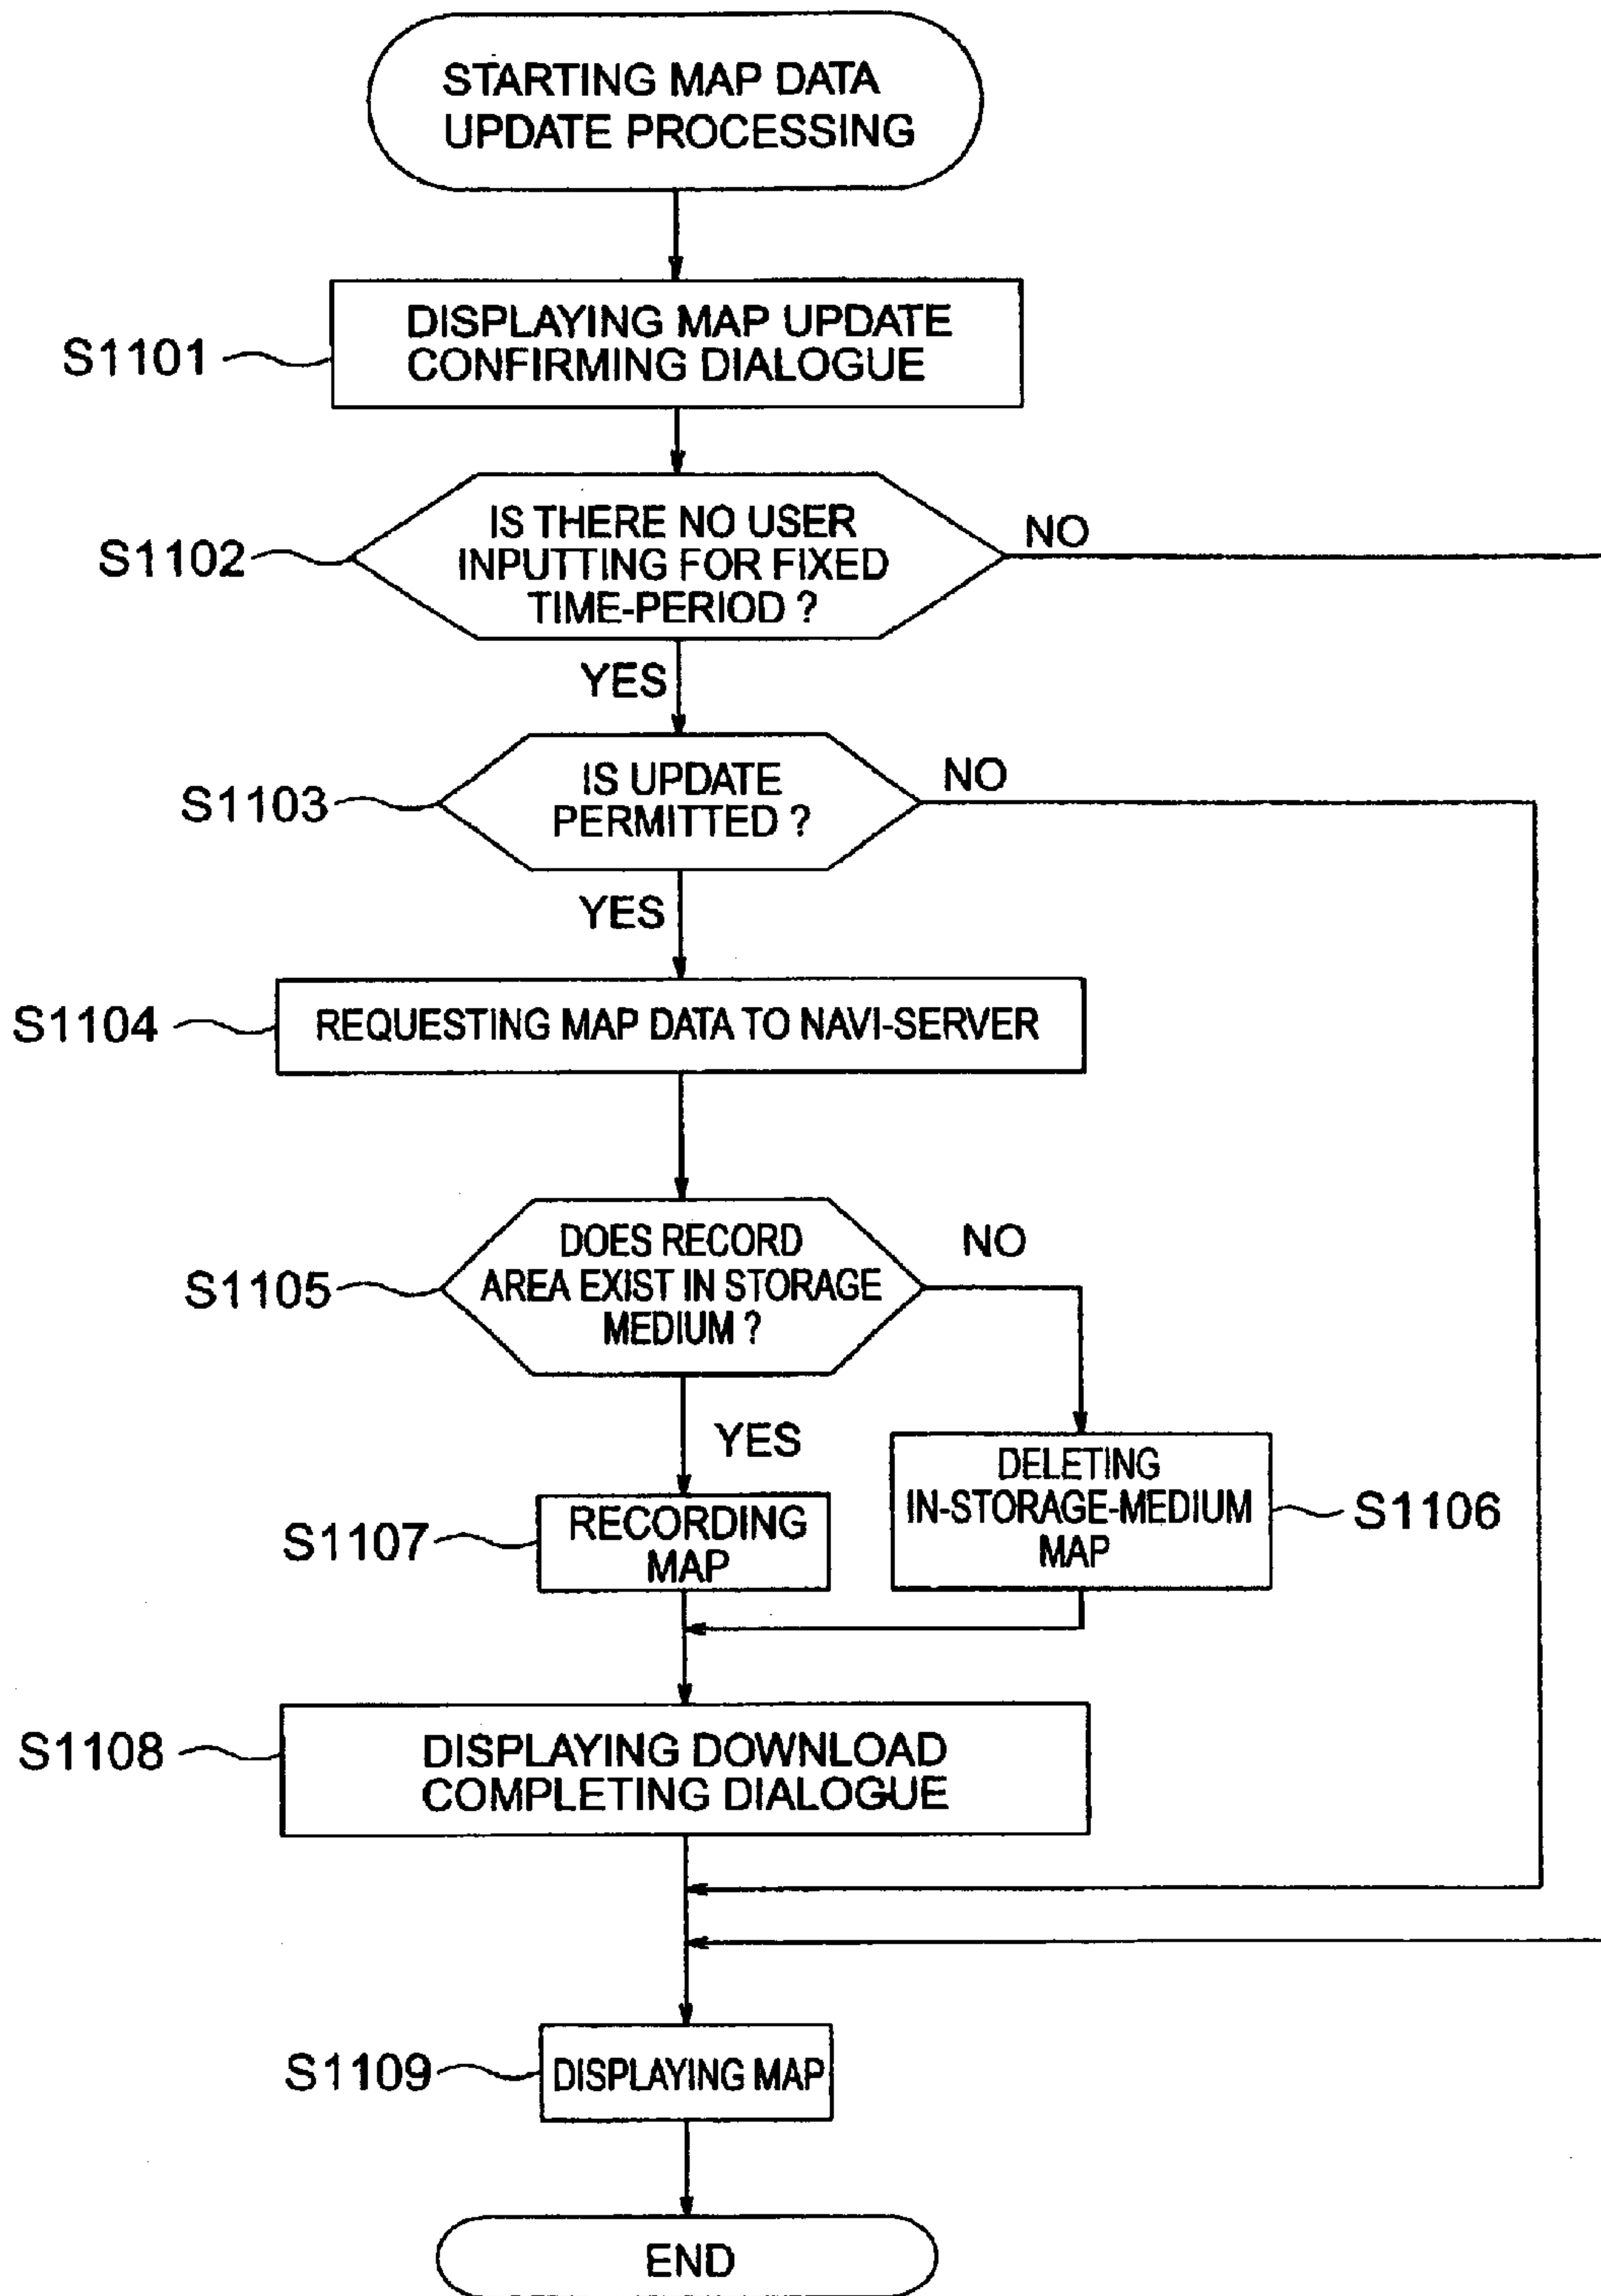 STARTING MAP DATA
UPDATE PROCESSING
S1101
DISPLAYING MAP UPDATE
CONFIRMING DIALOGUE
S1102
IS THERE NO USER
INPUTTING FOR FIXED
TIME-PERIOD ?
NO
YES
S1103
IS UPDATE
PERMITTED ?
NO
YES
S1104
REQUESTING MAP DATA TO NAVI-SERVER
S1105
DOES RECORD
AREA EXIST IN STORAGE
MEDIUM ?
NO
YES
S1107
RECORDING
MAP
DELETING
IN-STORAGE-MEDIUM
MAP
S1106
S1108
DISPLAYING DOWNLOAD
COMPLETING DIALOGUE
S1109
DISPLAYING MAP
END